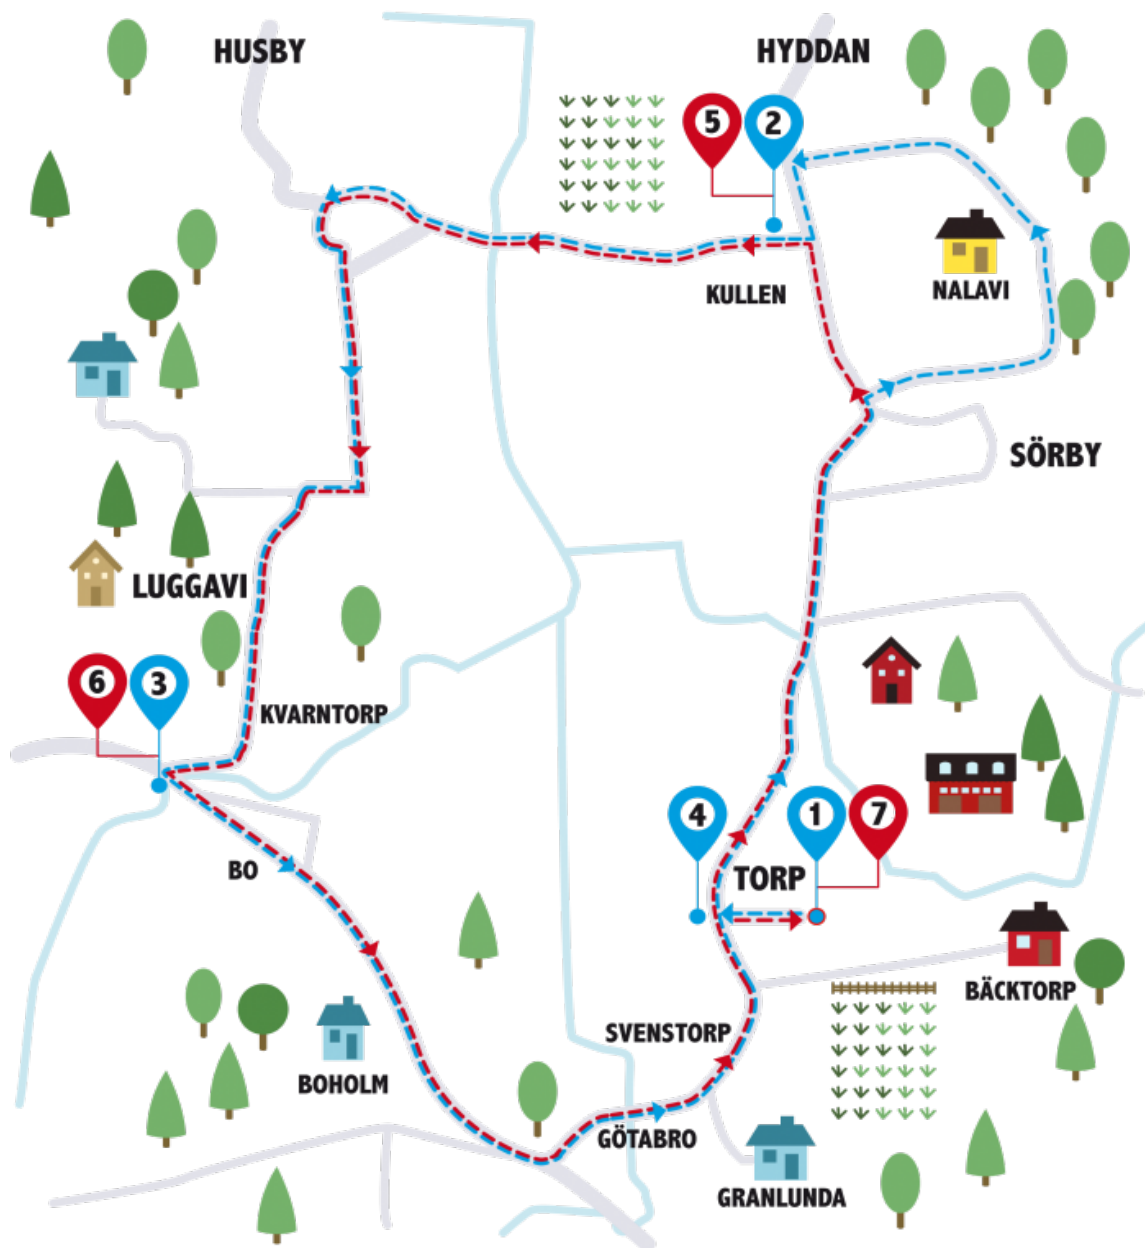 HUSBY
HYDDAN
5
2
NALAVI
KULLEN
SÖRBY
LUGGAVI
6
3
KVARNTORP
4
1
7
BO
TORP
BÄCKTORP
SVENSTORP
BOHOLM
GÖTABRO
GRANLUNDA